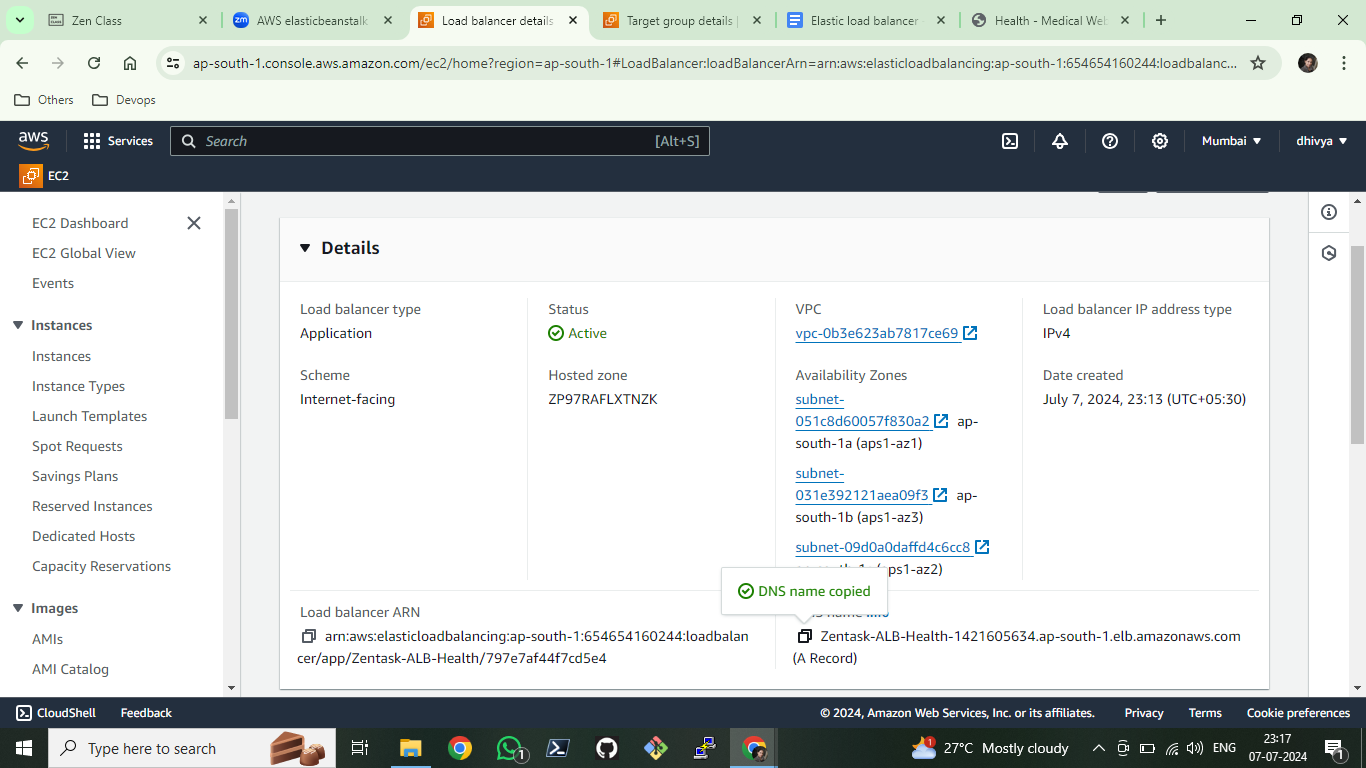 Zen Class
AWS elasticbeanstalk
Load balancer details
Target group details |
Elastic load balancer
Health - Medical Web
ap-south-1.console.aws.amazon.com/ec2/home?region=ap-south-1#LoadBalancer:loadBalancerArn=arn:aws:elasticloadbalancing:ap-south-1:654654160244:loadbalanc...
Others
Devops
aws
Services
Search
[Alt+S]
Mumbai
dhivya
EC2
EC2 Dashboard
EC2 Global View
Events
Instances
Instances
Instance Types
Launch Templates
Spot Requests
Savings Plans
Reserved Instances
Dedicated Hosts
Capacity Reservations
Images
AMIs
AMI Catalog
Details
Load balancer type
Application
Status
Active
VPC
vpc-0b3e623ab7817ce69
Load balancer IP address type
IPv4
Scheme
Internet-facing
Hosted zone
ZP97RAFLXTNZK
Availability Zones
subnet-
051c8d60057f830a2 ap-
south-1a (aps1-az1)
subnet-
031e392121aea09f3 ap-
south-1b (aps1-az3)
subnet-09d0a0daffd4c6cc8
(aps1-az2)
Date created
July 7, 2024, 23:13 (UTC+05:30)
DNS name copied
Load balancer ARN
arn:aws:elasticloadbalancing:ap-south-1:654654160244:loadbalan
cer/app/Zentask-ALB-Health/797e7af44f7cd5e4
name Info
Zentask-ALB-Health-1421605634.ap-south-1.elb.amazonaws.com
(A Record)
CloudShell
Feedback
© 2024, Amazon Web Services, Inc. or its affiliates.
Privacy
Terms
Cookie preferences
Type here to search
1
1
27°C Mostly cloudy
ENG
23:17
07-07-2024
1